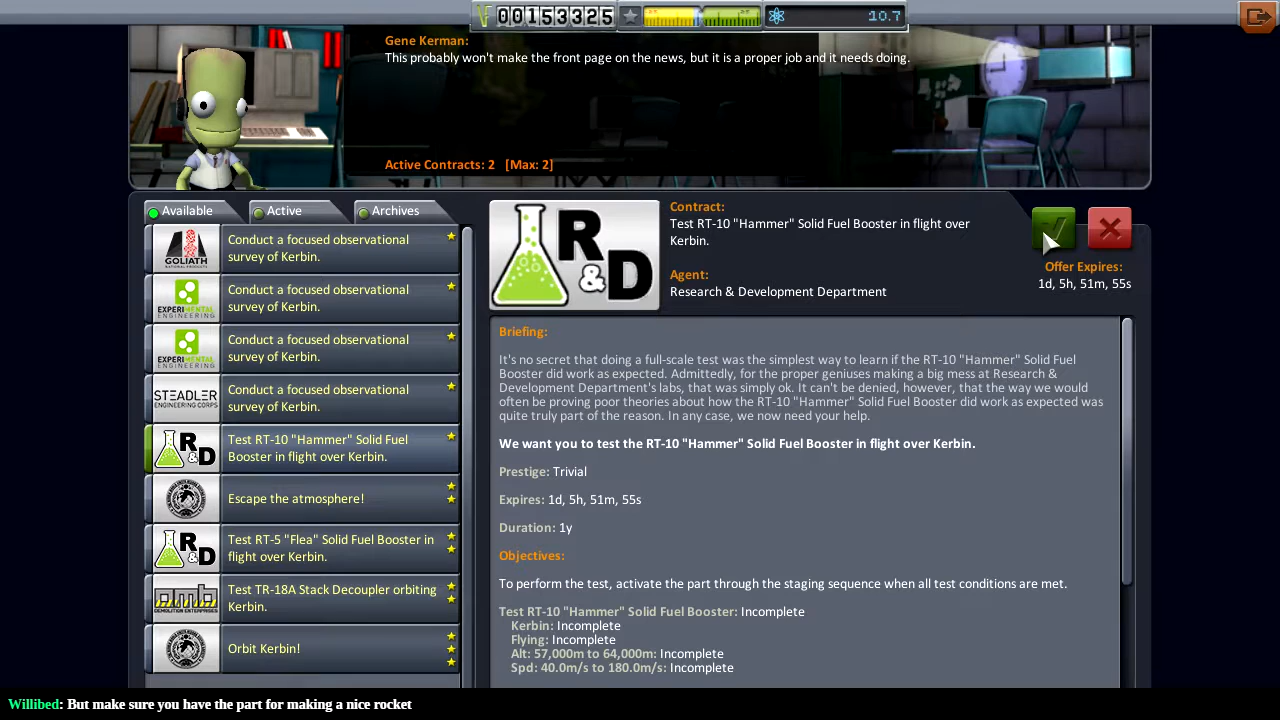 00153325
10.7
Gene Kerman:
This probably won't make the front page on the news, but it is a proper job and it needs doing.
Active Contracts: 2 [Max: 2]
Available
Active
Archives
GOLIATH
NATIONAL PRODUCTS
Conduct a focused observational
survey of Kerbin.
EXPERIMENTAL
ENGINEERING
Conduct a focused observational
survey of Kerbin.
EXPERIMENTAL
ENGINEERING
Conduct a focused observational
survey of Kerbin.
STEADLER
ENGINEERING CORPS
Conduct a focused observational
survey of Kerbin.
R&D
Test RT-10 "Hammer" Solid Fuel
Booster in flight over Kerbin.
Escape the atmosphere!
R&D
Test RT-5 "Flea" Solid Fuel Booster in
flight over Kerbin.
OMB
DEMOLITION ENTERPRISES
Test TR-18A Stack Decoupler orbiting
Kerbin.
Orbit Kerbin!
R&D
Contract:
Test RT-10 "Hammer" Solid Fuel Booster in flight over
Kerbin.
Agent:
Research & Development Department
Offer Expires:
1d, 5h, 51m, 55s
Briefing:
It's no secret that doing a full-scale test was the simplest way to learn if the RT-10 "Hammer" Solid Fuel
Booster did work as expected. Admittedly, for the proper geniuses making a big mess at Research &
Development Department's labs, that was simply ok. It can't be denied, however, that the way we would
often be proving poor theories about how the RT-10 "Hammer" Solid Fuel Booster did work as expected was
quite truly part of the reason. In any case, we now need your help.
We want you to test the RT-10 "Hammer" Solid Fuel Booster in flight over Kerbin.
Prestige: Trivial
Expires: 1d, 5h, 51m, 55s
Duration: 1y
Objectives:
To perform the test, activate the part through the staging sequence when all test conditions are met.
Test RT-10 "Hammer" Solid Fuel Booster: Incomplete
Kerbin: Incomplete
Flying: Incomplete
Alt: 57,000m to 64,000m: Incomplete
Spd: 40.0m/s to 180.0m/s: Incomplete
Willibed: But make sure you have the part for making a nice rocket